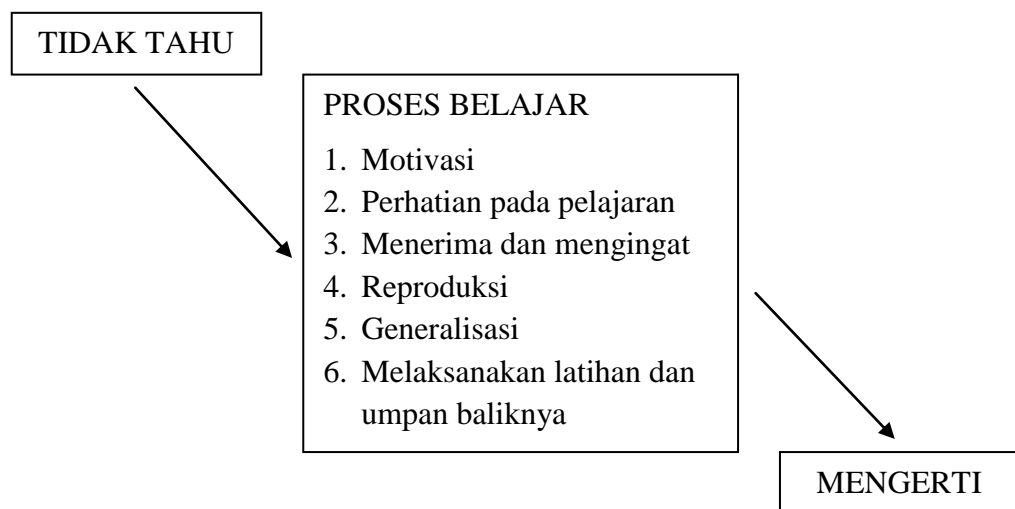 TIDAK TAHU
PROSES BELAJAR
1. Motivasi
2. Perhatian pada pelajaran
3. Menerima dan mengingat
4. Reproduksi
5. Generalisasi
6. Melaksanakan latihan dan
umpan baliknya
MENGERTI